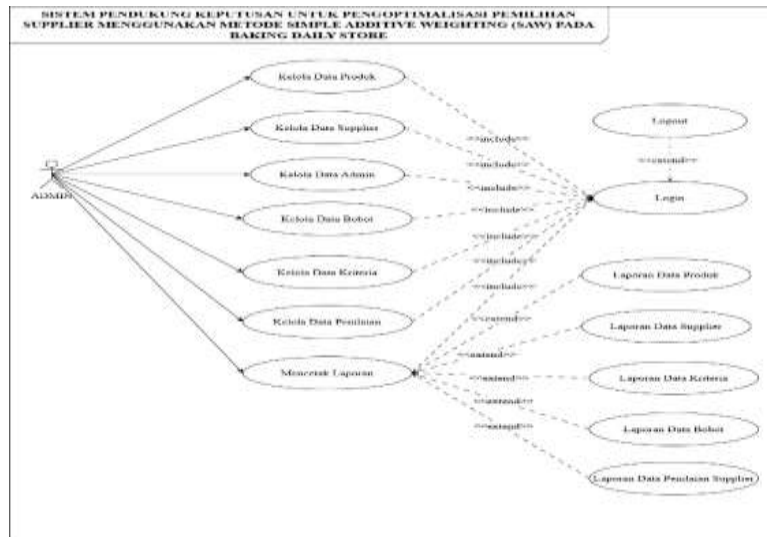 SISTEM PENDUKUNG KEPUTUSAN UNTUK PENGOPTIMALISASI PEMILIHAN
SUPPLIER MENGGUNAKAN METODE SIMPLE ADDITIVE WEIGHTING (SAW) PADA
BAKING DAILY STORE
Kelola Data Produk
Kelola Data Supplier
Kelola Data Admin
Kelola Data Bobot
Kelola Data Kriteria
Kelola Data Penilaian
Mencetak Laporan
ADMIN
<<include>>
<<include>>
<<include>>
<<include>>
<<include>>
<<include>>
<<include>>
<<extend>>
<<extend>>
<<extend>>
<<extend>>
<<extend>>
Logout
<<extend>>
Login
Laporan Data Produk
Laporan Data Supplier
Laporan Data Kriteria
Laporan Data Bobot
Laporan Data Penilaian Supplier